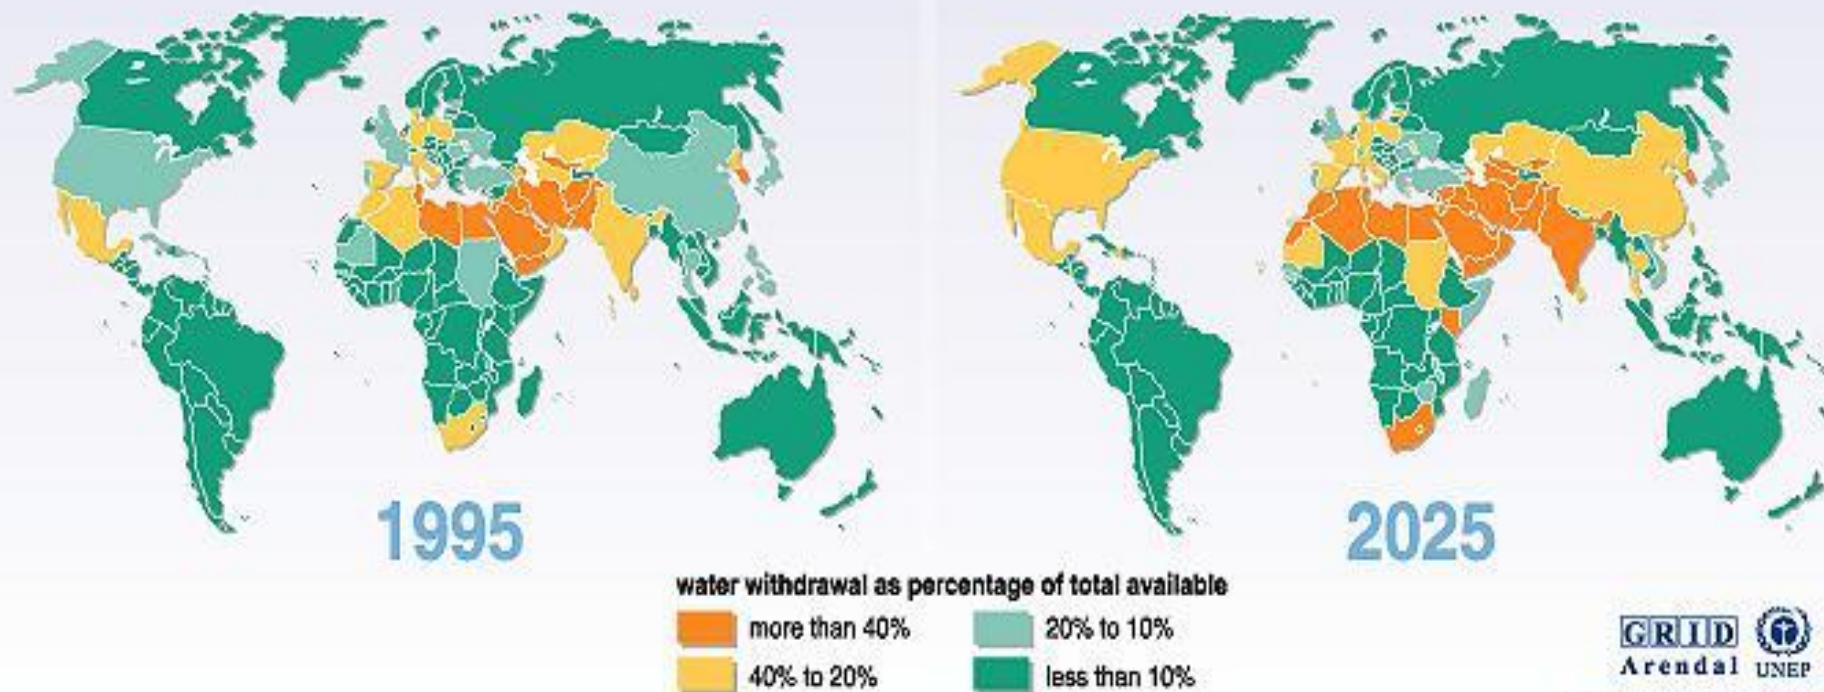 1995
2025
water withdrawal as percentage of total available
more than 40%
20% to 10%
40% to 20%
less than 10%
GRID
Arendal
UNEP